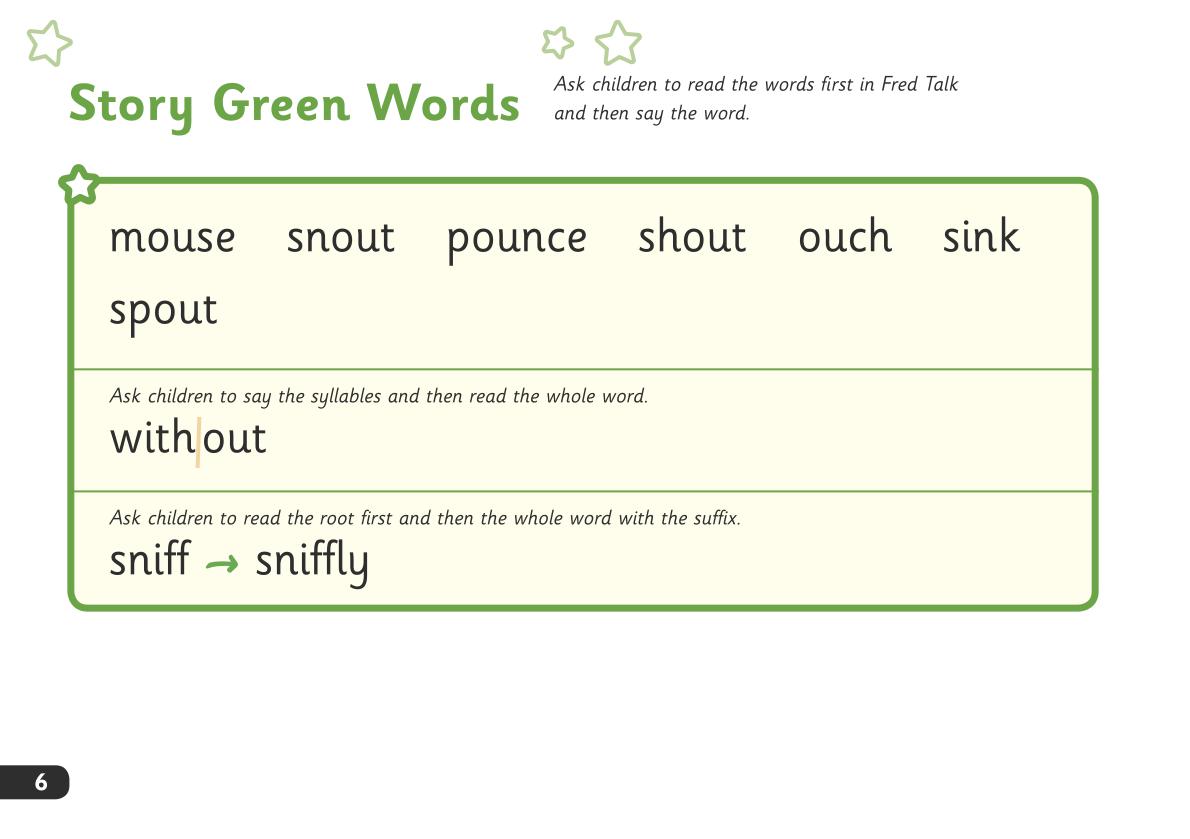 Story Green Words
Ask children to read the words first in Fred Talk
and then say the word.
mouse snout pounce shout ouch sink
spout
Ask children to say the syllables and then read the whole word.
with|out
Ask children to read the root first and then the whole word with the suffix.
sniff → sniffly
6